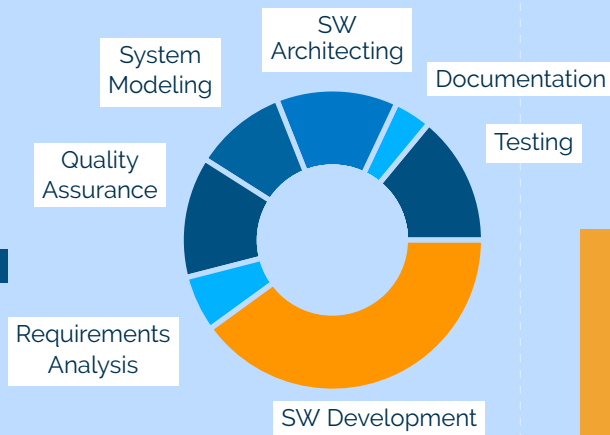 SW
Architecting
System
Modeling
Documentation
Testing
Quality
Assurance
Requirements
Analysis
SW Development